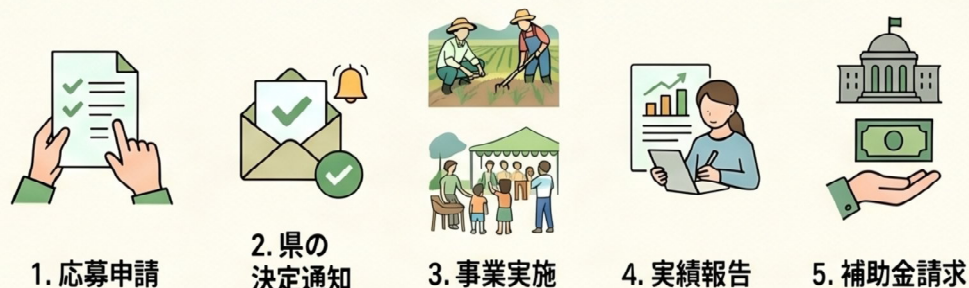 1. 応募申請
2. 県の
決定通知
3. 事業実施
4. 実績報告
5. 補助金請求